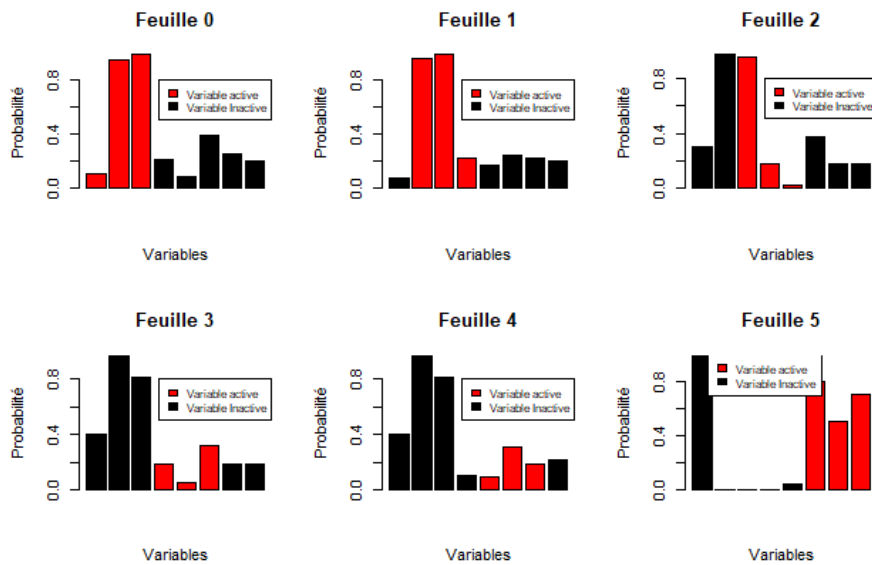 Feuille 0
Probabilité
0.0 0.4 0.8
Variable active
Variable Inactive
Variables
Feuille 1
Probabilité
0.0 0.4 0.8
Variable active
Variable Inactive
Variables
Feuille 2
Probabilité
0.0 0.4 0.8
Variable active
Variable Inactive
Variables
Feuille 3
Probabilité
0.0 0.4 0.8
Variable active
Variable Inactive
Variables
Feuille 4
Probabilité
0.0 0.4 0.8
Variable active
Variable Inactive
Variables
Feuille 5
Probabilité
0.0 0.4 0.8
Variable active
Variable Inactive
Variables